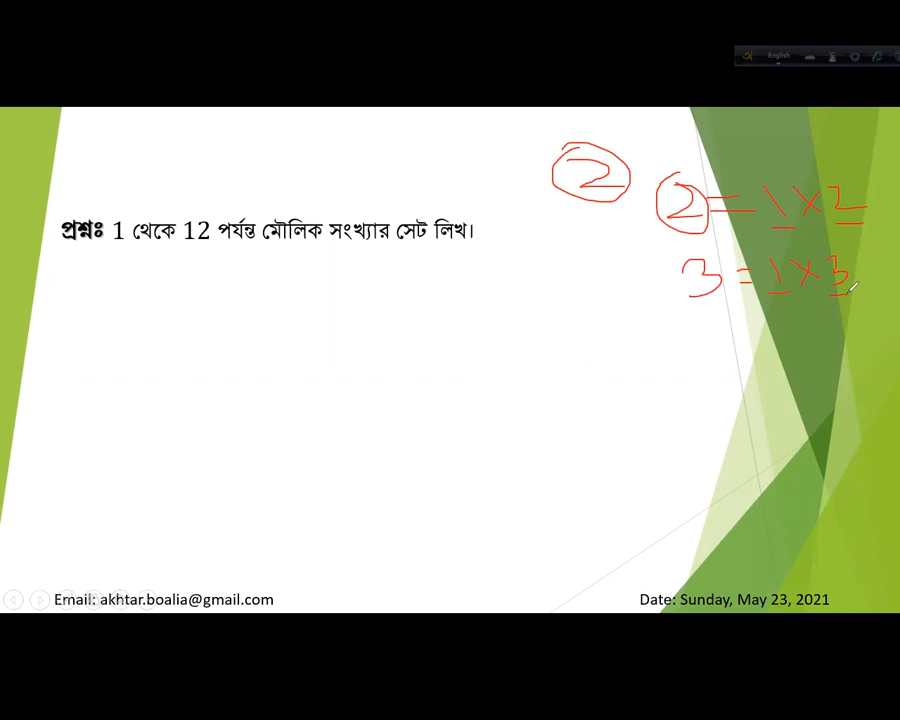 অ English
2
2 = 1 × 2
প্রশ্নঃ 1 থেকে 12 পর্যন্ত মৌলিক সংখ্যার সেট লিখ।
3 = 1 × 3
Email: akhtar.boalia@gmail.com
Date: Sunday, May 23, 2021